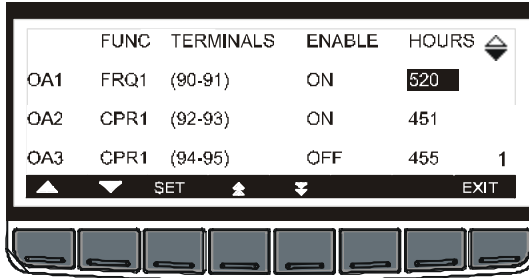 FUNC TERMINALS ENABLE HOURS
OA1 FRQ1 (90-91) ON 520
OA2 CPR1 (92-93) ON 451
OA3 CPR1 (94-95) OFF 455 1
SET EXIT